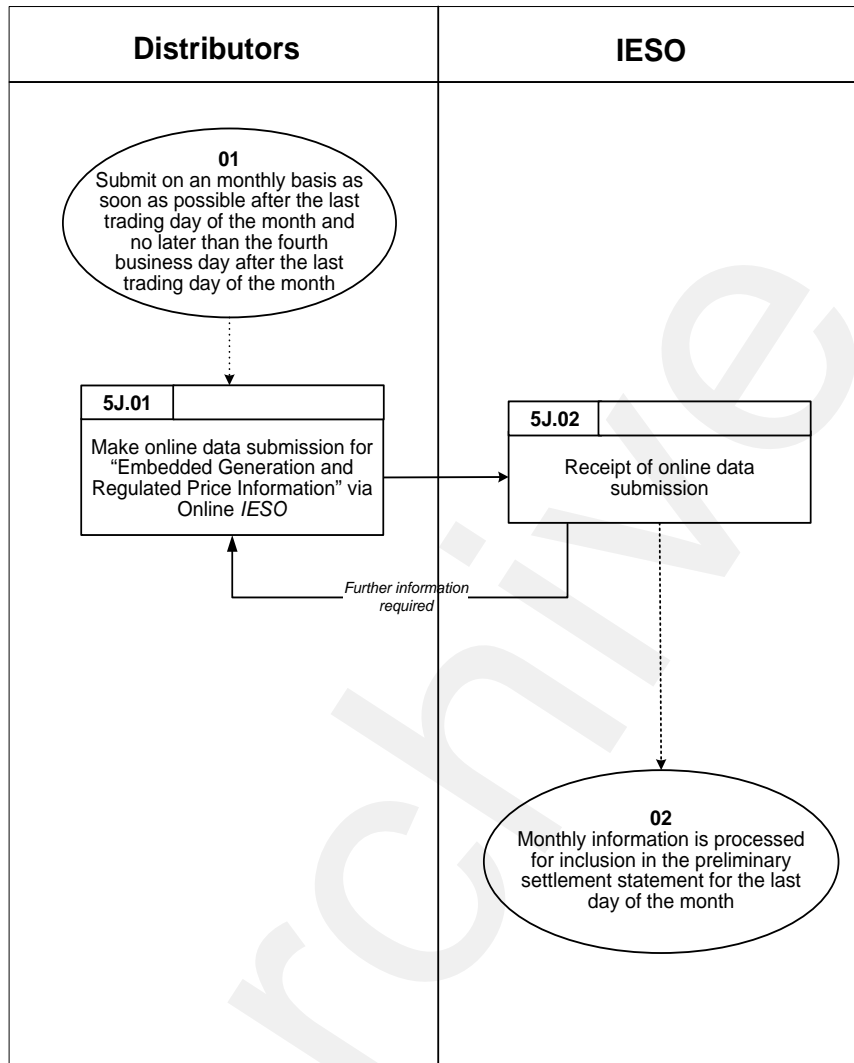 Distributors
IESO
01
Submit on an monthly basis as
soon as possible after the last
trading day of the month and
no later than the fourth
business day after the last
trading day of the month
5J.01
Make online data submission for
“Embedded Generation and
Regulated Price Information” via
Online IESO
5J.02
Receipt of online data
submission
Further information
required
02
Monthly information is processed
for inclusion in the preliminary
settlement statement for the last
day of the month
rchive